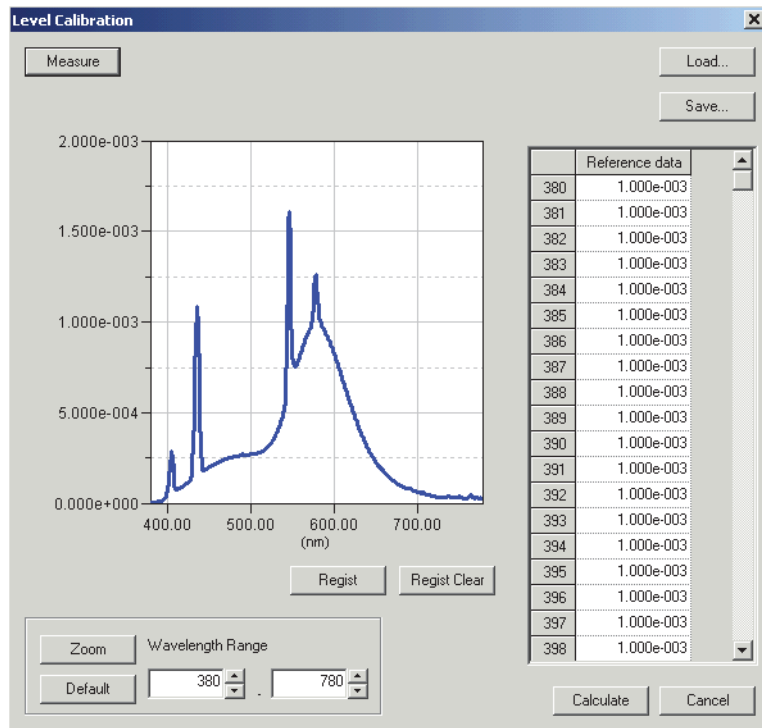 Level Calibration
Measure
Load...
Save...
2.000e-003
1.500e-003
1.000e-003
5.000e-004
0.000e+000
400.00 500.00 600.00 700.00
(nm)
Regist Regist Clear
Reference data
380 1.000e-003
381 1.000e-003
382 1.000e-003
383 1.000e-003
384 1.000e-003
385 1.000e-003
386 1.000e-003
387 1.000e-003
388 1.000e-003
389 1.000e-003
390 1.000e-003
391 1.000e-003
392 1.000e-003
393 1.000e-003
394 1.000e-003
395 1.000e-003
396 1.000e-003
397 1.000e-003
398 1.000e-003
Zoom Wavelength Range
Default 380 . 780
Calculate Cancel